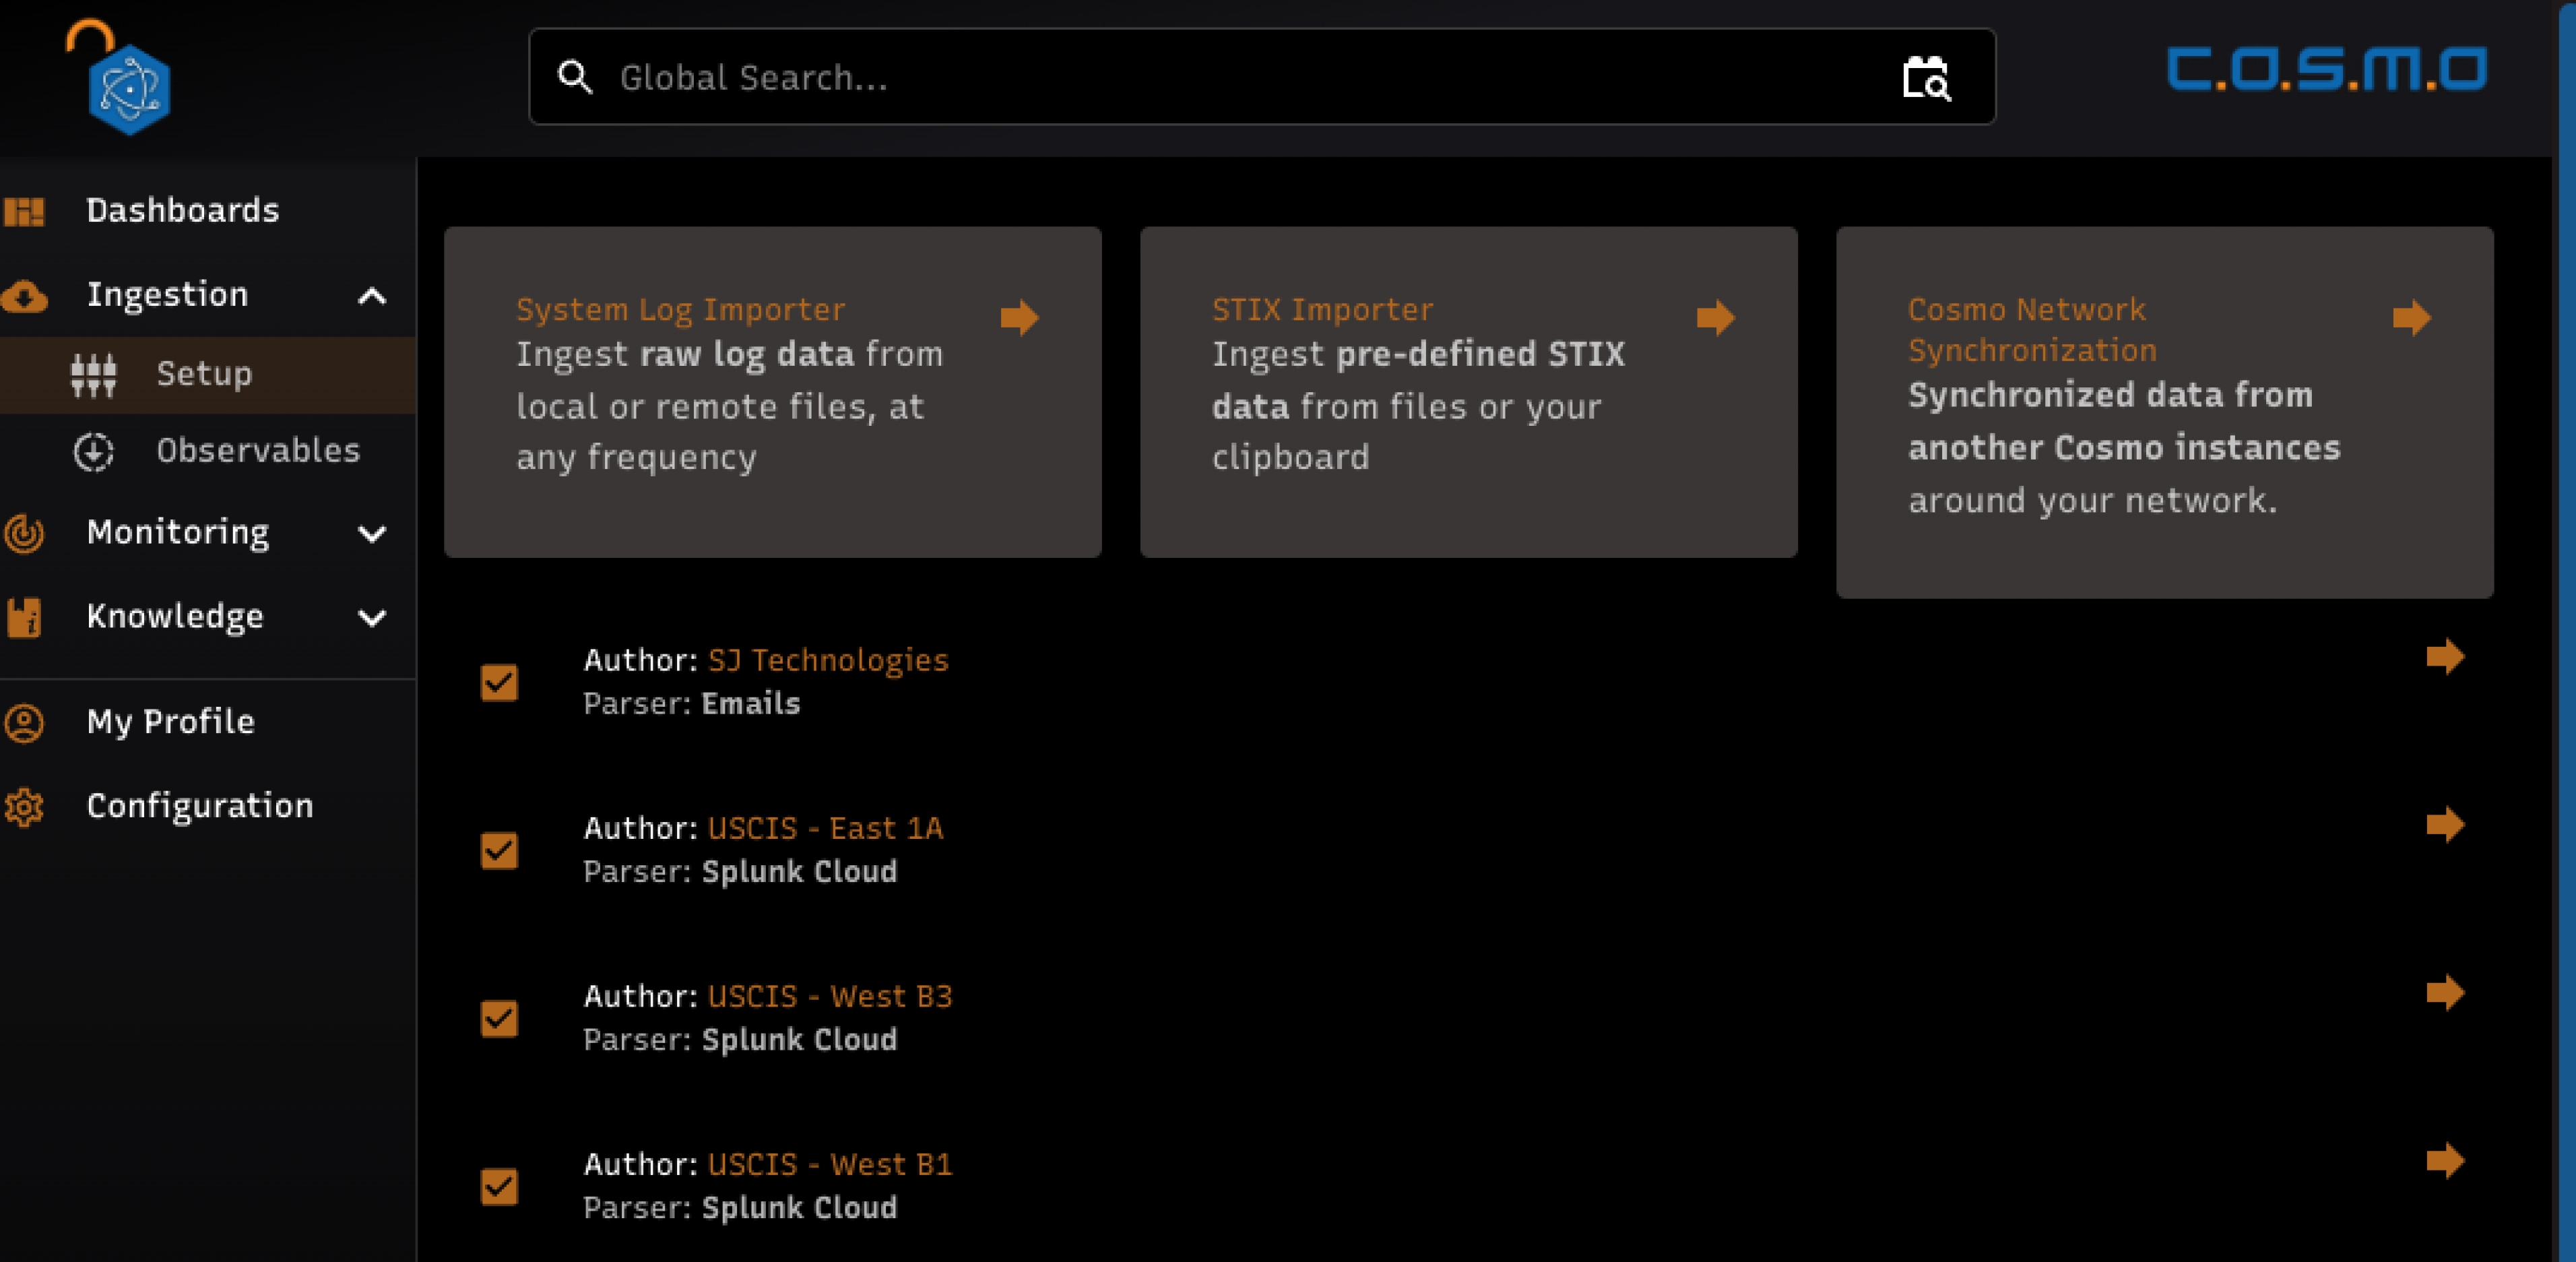 Global Search...
C.O.S.M.O
Dashboards
Ingestion
Setup
Observables
Monitoring
Knowledge
My Profile
Configuration
System Log Importer
Ingest raw log data from
local or remote files, at
any frequency
STIX Importer
Ingest pre-defined STIX
data from files or your
clipboard
Cosmo Network
Synchronization
Synchronized data from
another Cosmo instances
around your network.
Author: SJ Technologies
Parser: Emails
Author: USCIS - East 1A
Parser: Splunk Cloud
Author: USCIS - West B3
Parser: Splunk Cloud
Author: USCIS - West B1
Parser: Splunk Cloud